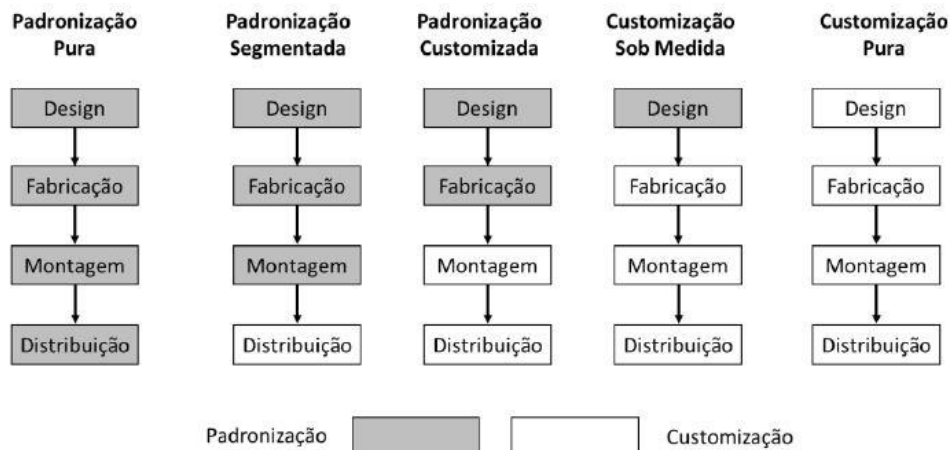 Padronização Pura
Padronização Segmentada
Padronização Customizada
Customização Sob Medida
Customização Pura
Design
Design
Design
Design
Design
Fabricação
Fabricação
Fabricação
Fabricação
Fabricação
Montagem
Montagem
Montagem
Montagem
Montagem
Distribuição
Distribuição
Distribuição
Distribuição
Distribuição
Padronização
Customização